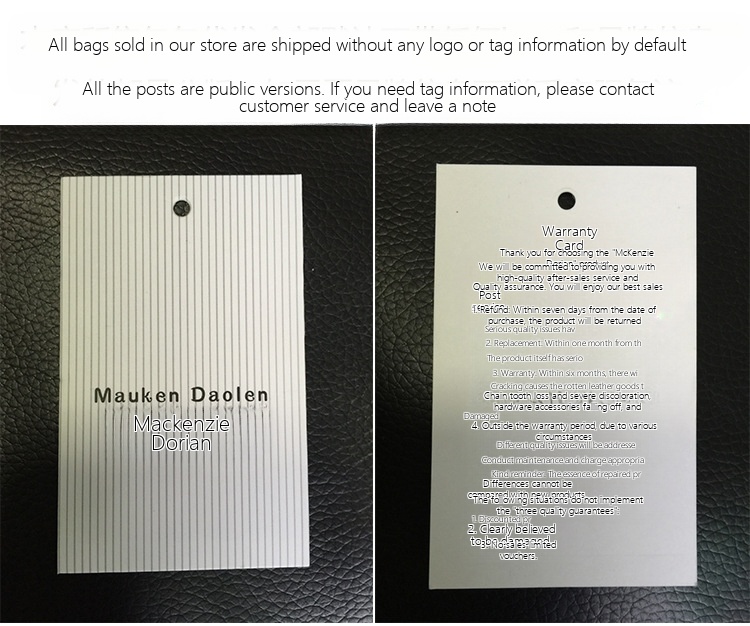 All bags sold in our store are shipped without any logo or tag information by default
All the posts are public versions. If you need tag information, please contact
customer service and leave a note
Mauken Daolen
Mackenzie
Dorian
Warranty
Card
Thank you for choosing the "McKenzie
We will be committed to providing you with
high-quality after-sales service and
Quality assurance. You will enjoy our best sales
Post
1. Refund: Within seven days from the date of
purchase, the product will be returned
Serious quality issues hav
2. Replacement: Within one month from th
The product itself has serio
3. Warranty: Within six months, there wi
Cracking causes the rotten leather goods t
Chain tooth loss and severe discoloration,
hardware accessories falling off, and
Damaged
4. Outside the warranty period, due to various
circumstances
Different quality issues will be addresse
Conduct maintenance and charge appropria
Kind reminder: The essence of repaired pr
Differences cannot be
compared with new products
The following situations do not implement
the "three quality guarantees":
1. Discounted pr
2. Clearly believed
to be damaged
3. No sales limited
vouchers.